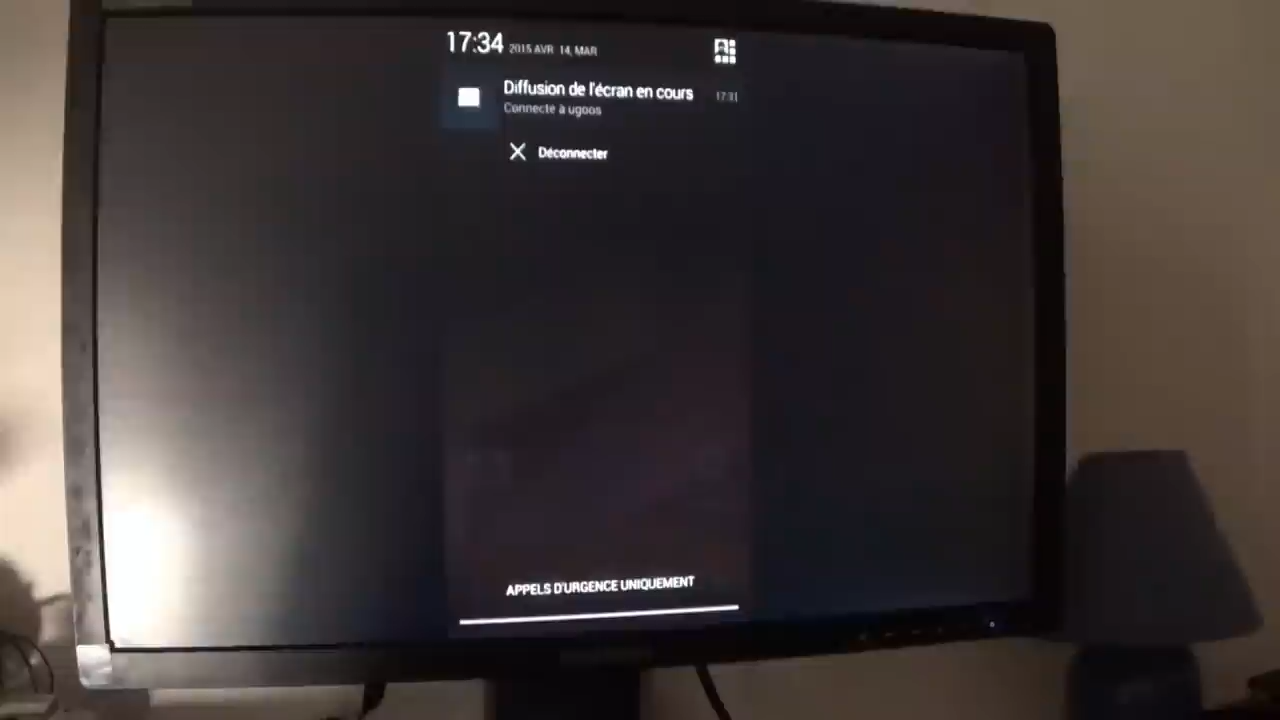 17:34 2015 AVR. 14, MAR
Diffusion de l'écran en cours 17:31
Connecté à ugoos
Déconnecter
APPELS D'URGENCE UNIQUEMENT